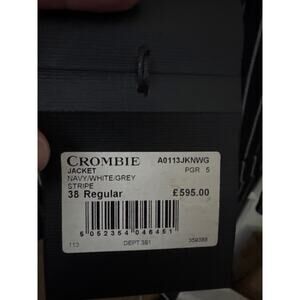 CROMBIE A0113JKNWG
JACKET PGR 5
NAVY/WHITE/GREY
STRIPE
38 Regular £595.00
5 052354 046451
113 DEPT 381 359388